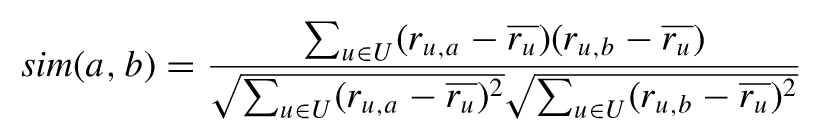 sim(a, b) = \frac{\sum_{u \in U}(r_{u,a} - \overline{r_u})(r_{u,b} - \overline{r_u})}{\sqrt{\sum_{u \in U}(r_{u,a} - \overline{r_u})^2}\sqrt{\sum_{u \in U}(r_{u,b} - \overline{r_u})^2}}